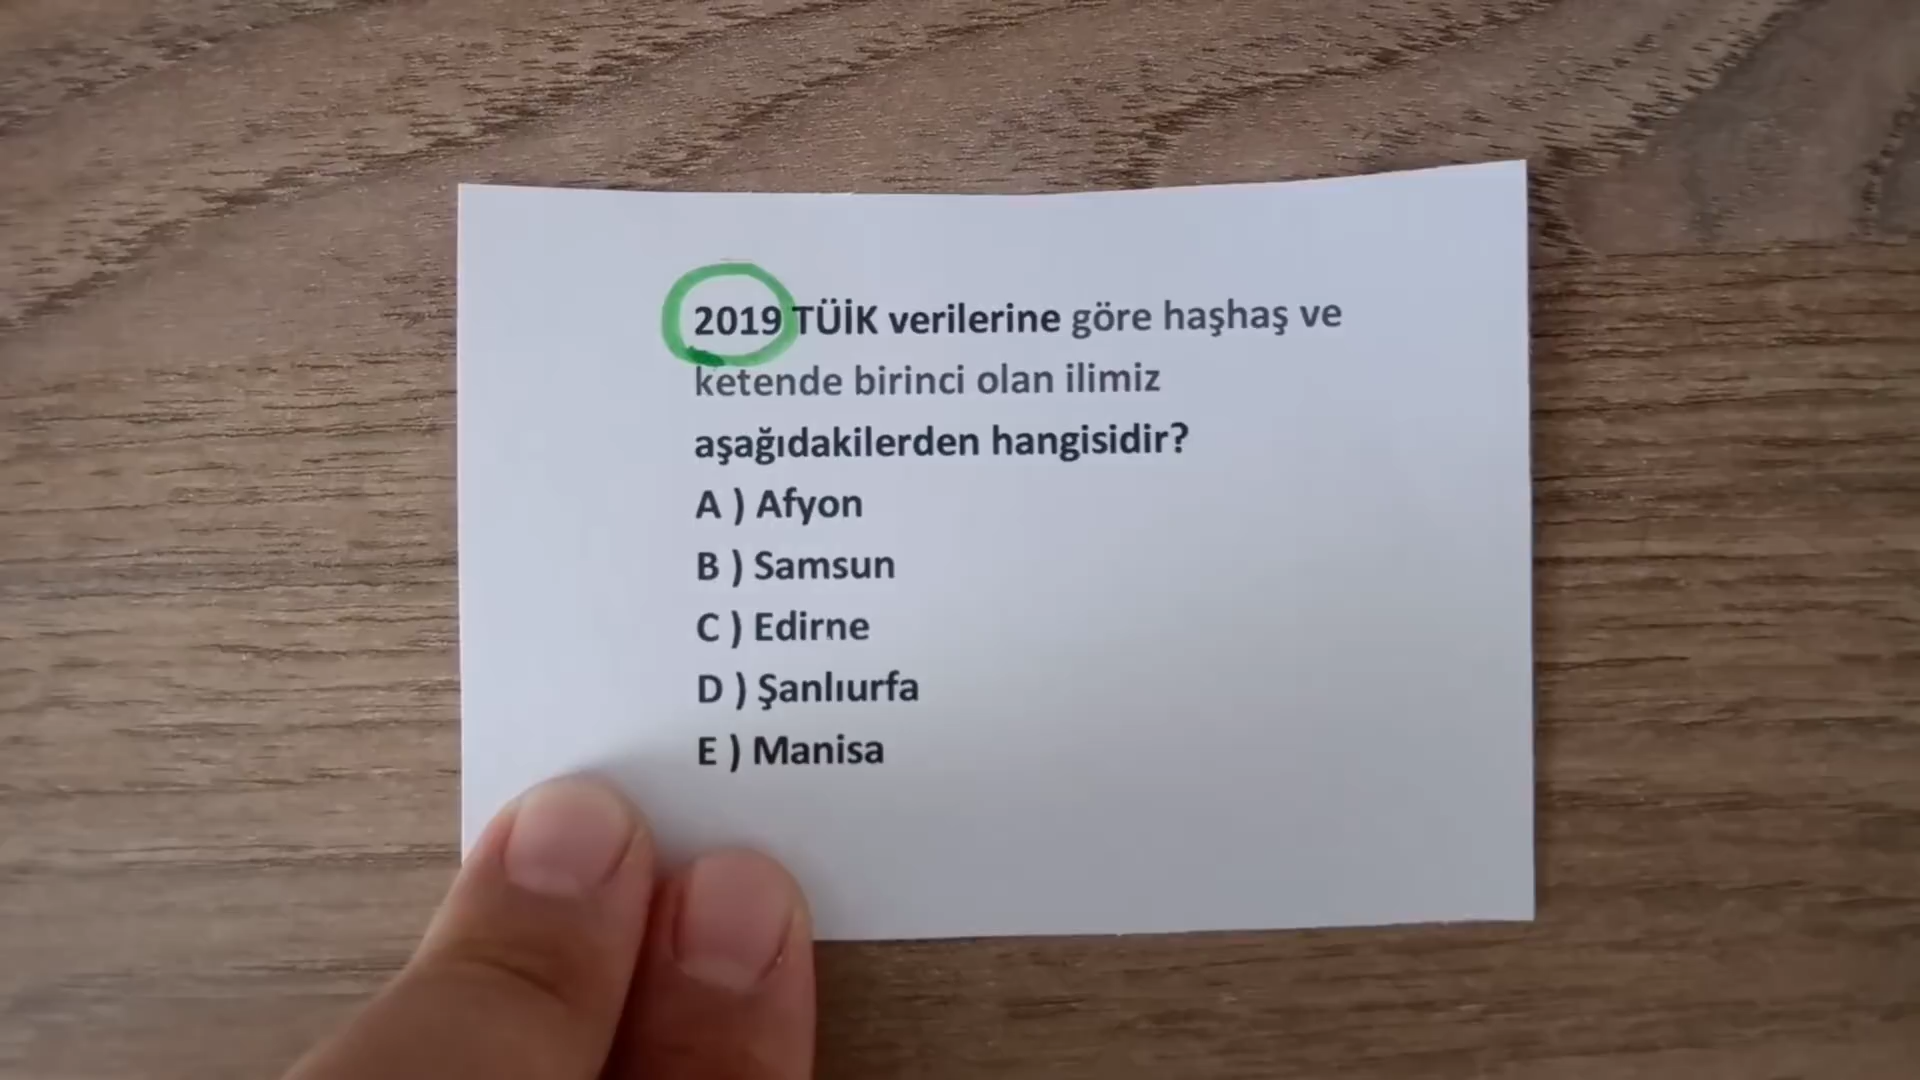 2019 TÜİK verilerine göre haşhaş ve
ketende birinci olan ilimiz
aşağıdakilerden hangisidir?
A ) Afyon
B ) Samsun
C ) Edirne
D ) Şanlıurfa
E ) Manisa